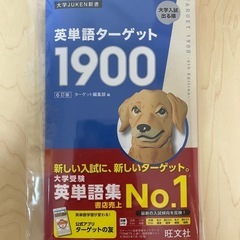 大学JUKEN新書
大学入試
出る順
英単語ターゲット
1900
6訂版
ターゲット編集部 編
TARGET 1900
新しい入試に、新しいターゲット。
大学受験
英単語集
書店売上
No.1
公式アプリ
ターゲットの友
旺文社